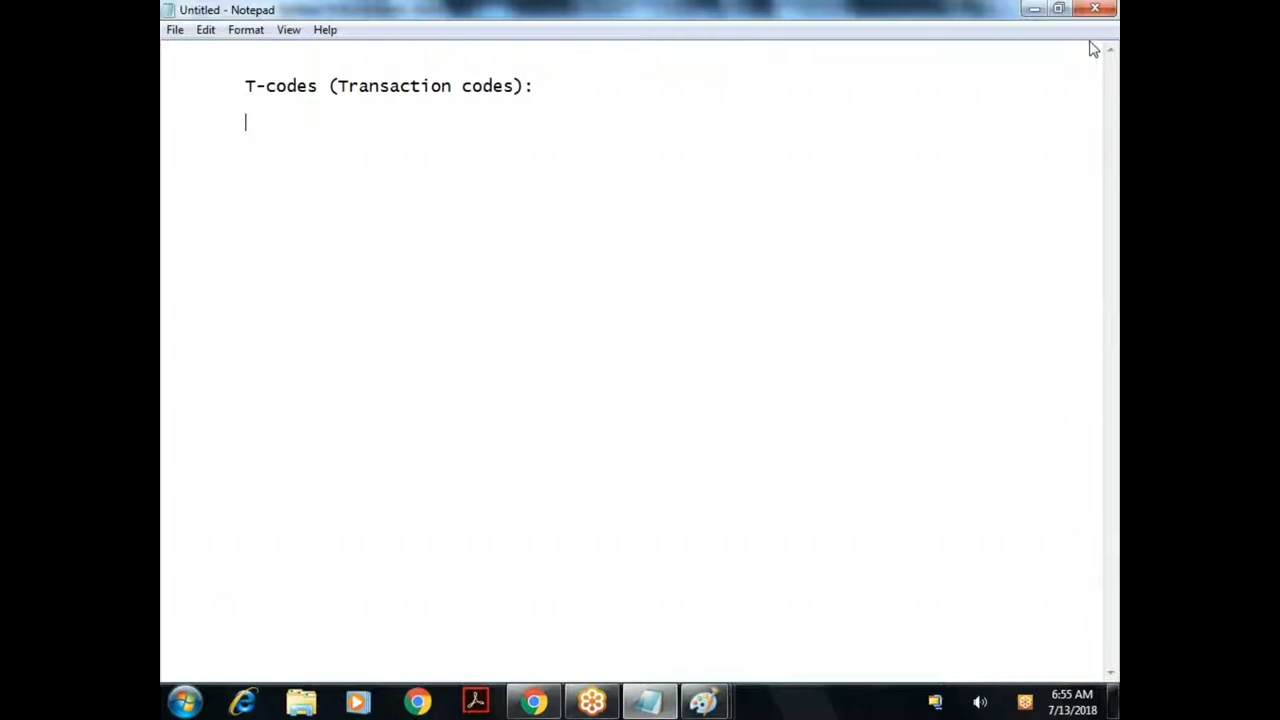 Untitled - Notepad
File Edit Format View Help
T-codes (Transaction codes):
6:55 AM
7/13/2018